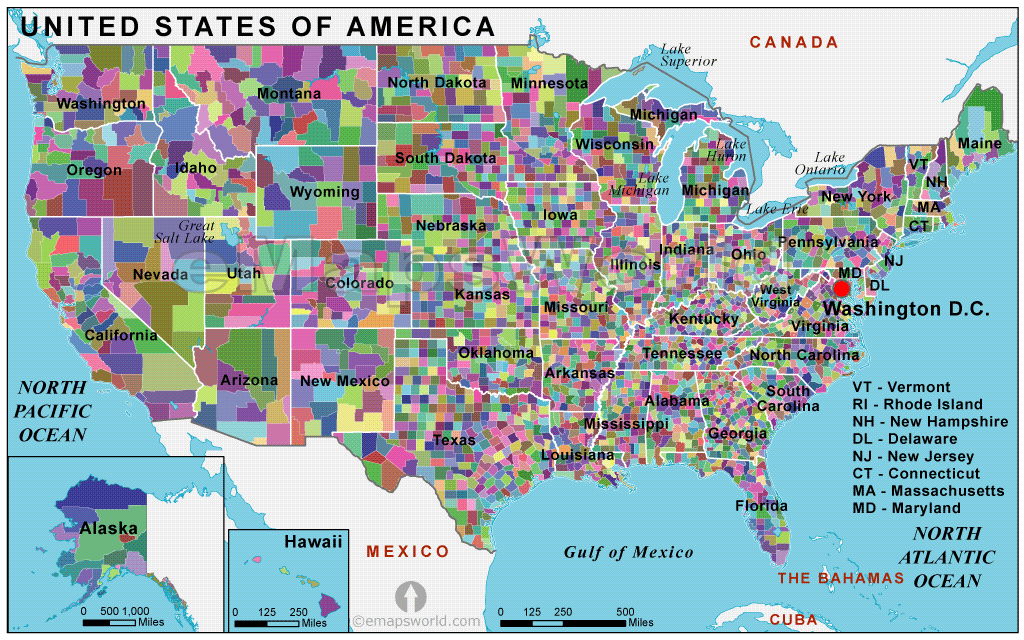 UNITED STATES OF AMERICA
CANADA
Lake
Superior
Washington
Montana
North Dakota
Minnesota
Michigan
Maine
Oregon
Idaho
Wyoming
South Dakota
Wisconsin
Lake
Huron
Lake
Michigan
Michigan
Lake
Ontario
VT
NH
New York
MA
CT
Lake Erie
Great
Salt Lake
Nebraska
Iowa
Illinois
Indiana
Ohio
Pennsylvania
NJ
MD
DL
Nevada
Utah
Colorado
Kansas
Missouri
West
Virginia
Washington D.C.
Kentucky
Virginia
California
Oklahoma
Arkansas
Tennessee
North Carolina
NORTH
PACIFIC
OCEAN
Arizona
New Mexico
Texas
Louisiana
Mississippi
Alabama
Georgia
South
Carolina
Florida
VT - Vermont
RI - Rhode Island
NH - New Hampshire
DL - Delaware
NJ - New Jersey
CT - Connecticut
MA - Massachusetts
MD - Maryland
NORTH
ATLANTIC
OCEAN
Alaska
0 500 1,000
Miles
Hawaii
0 125 250
Miles
MEXICO
Gulf of Mexico
THE BAHAMAS
CUBA
©emapsworld.com
0 125 250 500
Miles